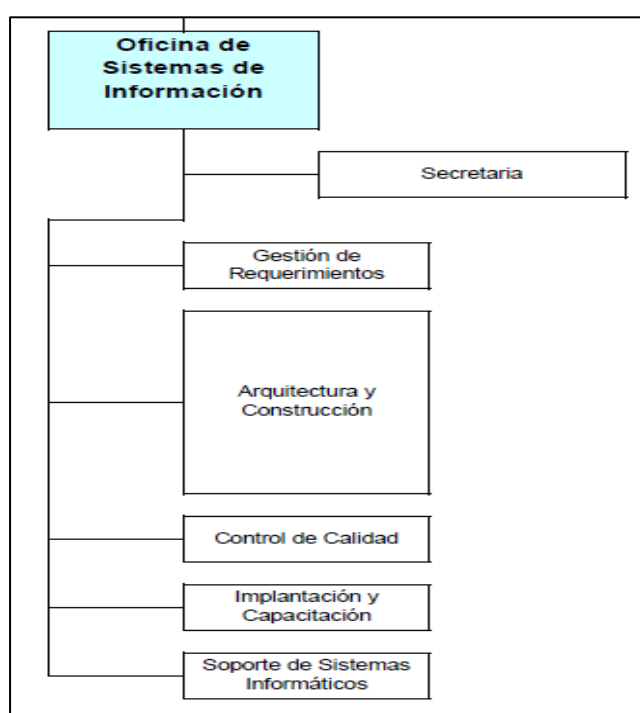 Oficina de
Sistemas de
Información
Secretaria
Gestión de
Requerimientos
Arquitectura y
Construcción
Control de Calidad
Implantación y
Capacitación
Soporte de Sistemas
Informáticos